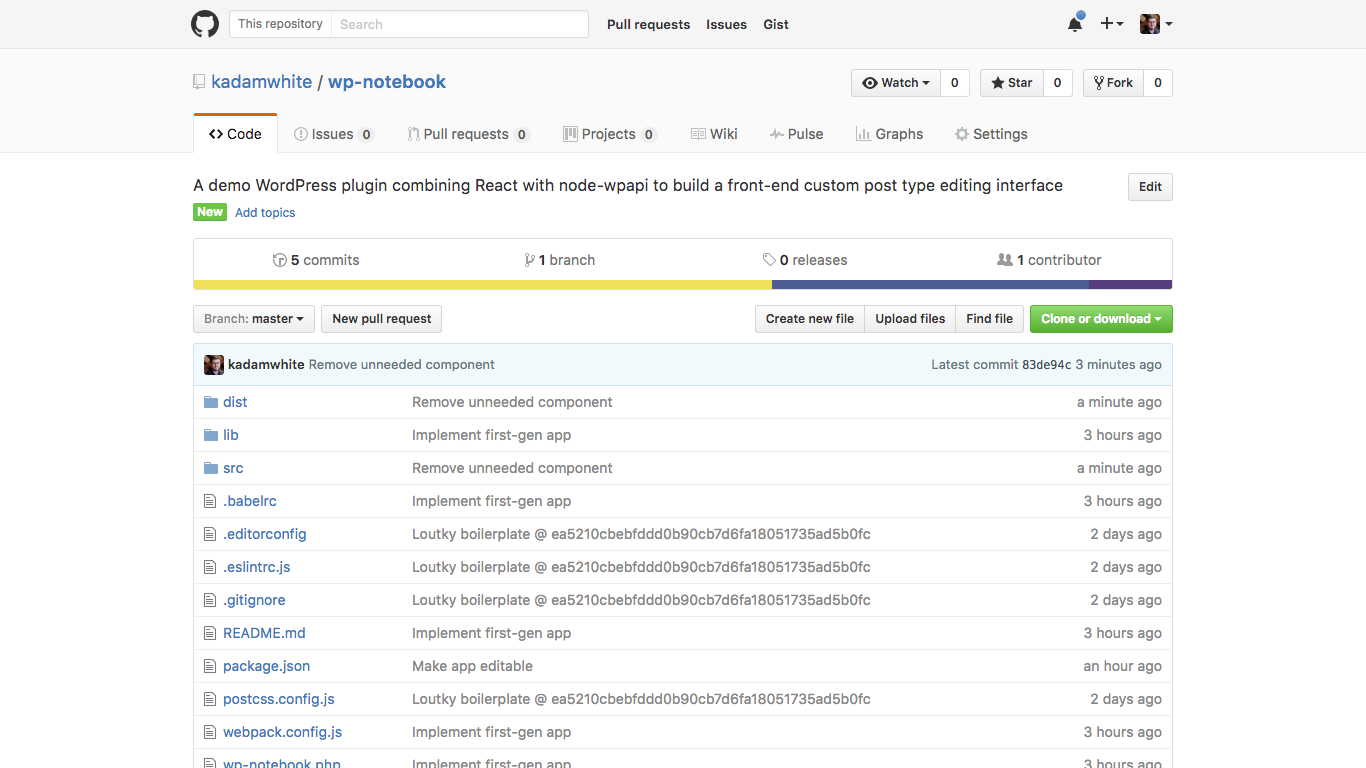 This repository Search Pull requests Issues Gist
kadamwhite / wp-notebook Watch 0 Star 0 Fork 0
Code Issues 0 Pull requests 0 Projects 0 Wiki Pulse Graphs Settings
A demo WordPress plugin combining React with node-wpapi to build a front-end custom post type editing interface Edit
New Add topics
5 commits 1 branch 0 releases 1 contributor
Branch: master New pull request Create new file Upload files Find file Clone or download
kadamwhite Remove unneeded component Latest commit 83de94c 3 minutes ago
dist Remove unneeded component a minute ago
lib Implement first-gen app 3 hours ago
src Remove unneeded component a minute ago
.babelrc Implement first-gen app 3 hours ago
.editorconfig Loutky boilerplate @ ea5210cbebfddd0b90cb7d6fa18051735ad5b0fc 2 days ago
.eslintrc.js Loutky boilerplate @ ea5210cbebfddd0b90cb7d6fa18051735ad5b0fc 2 days ago
.gitignore Loutky boilerplate @ ea5210cbebfddd0b90cb7d6fa18051735ad5b0fc 2 days ago
README.md Implement first-gen app 3 hours ago
package.json Make app editable an hour ago
postcss.config.js Loutky boilerplate @ ea5210cbebfddd0b90cb7d6fa18051735ad5b0fc 2 days ago
webpack.config.js Implement first-gen app 3 hours ago
wp-notebook.php Implement first-gen app 3 hours ago